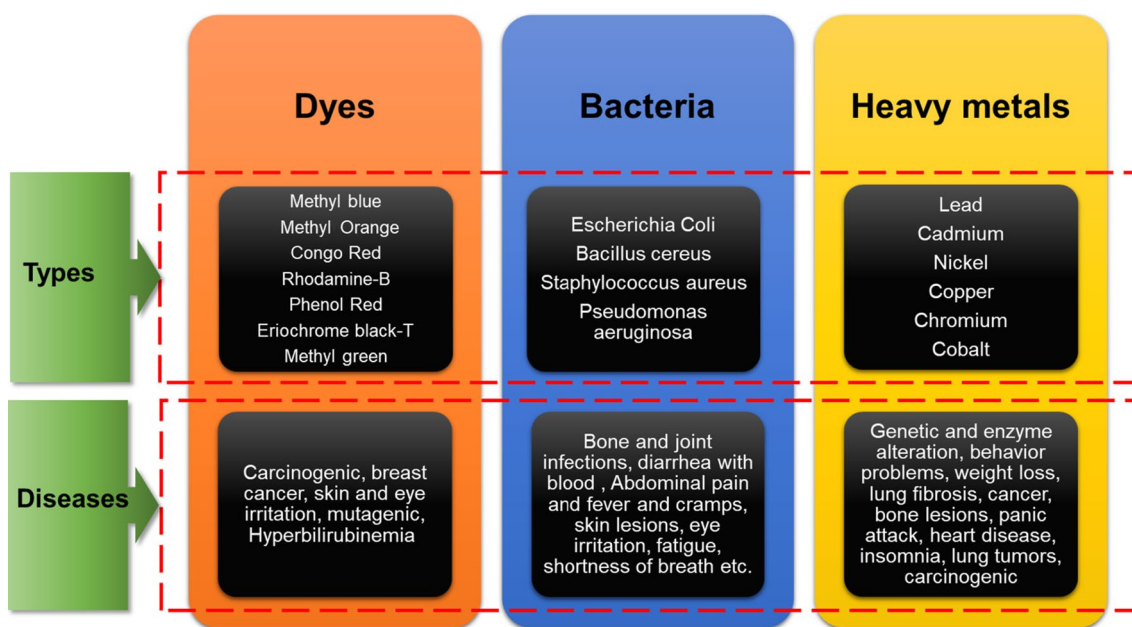 Dyes
Bacteria
Heavy metals
Types
Methyl blue
Methyl Orange
Congo Red
Rhodamine-B
Phenol Red
Eriochrome black-T
Methyl green
Escherichia Coli
Bacillus cereus
Staphylococcus aureus
Pseudomonas
aeruginosa
Lead
Cadmium
Nickel
Copper
Chromium
Cobalt
Diseases
Carcinogenic, breast
cancer, skin and eye
irritation, mutagenic,
Hyperbilirubinemia
Bone and joint
infections, diarrhea with
blood , Abdominal pain
and fever and cramps,
skin lesions, eye
irritation, fatigue,
shortness of breath etc.
Genetic and enzyme
alteration, behavior
problems, weight loss,
lung fibrosis, cancer,
bone lesions, panic
attack, heart disease,
insomnia, lung tumors,
carcinogenic